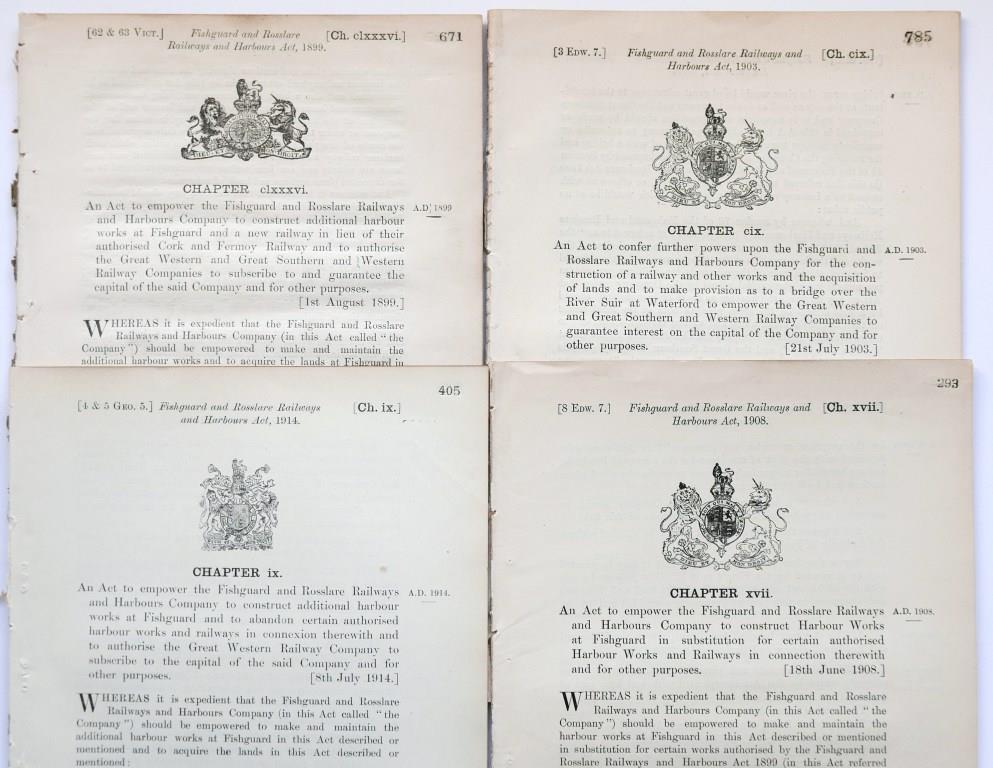 [62 & 63 VICT.] Fishguard and Rosslare [Ch. clxxxvi.] 671
Railways and Harbours Act, 1899.
DIEU ET MON DROIT
CHAPTER clxxxvi.
An Act to empower the Fishguard and Rosslare Railways A.D. 1899
and Harbours Company to construct additional harbour
works at Fishguard and a new railway in lieu of their
authorised Cork and Fermoy Railway and to authorise
the Great Western and Great Southern and Western
Railway Companies to subscribe to and guarantee the
capital of the said Company and for other purposes.
[1st August 1899.]
WHEREAS it is expedient that the Fishguard and Rosslare
Railways and Harbours Company (in this Act called "the
Company") should be empowered to make and maintain the
additional harbour works and to acquire the lands at Fishguard in
785
[3 EDW. 7.] Fishguard and Rosslare Railways and [Ch. cix.]
Harbours Act, 1903.
DIEU ET MON DROIT
CHAPTER cix.
An Act to confer further powers upon the Fishguard and A.D. 1903.
Rosslare Railways and Harbours Company for the con-
struction of a railway and other works and the acquisition
of lands and to make provision as to a bridge over the
River Suir at Waterford to empower the Great Western
and Great Southern and Western Railway Companies to
guarantee interest on the capital of the Company and for
other purposes. [21st July 1903.]
405
[4 & 5 GEO. 5.] Fishguard and Rosslare Railways [Ch. ix.]
and Harbours Act, 1914.
CHAPTER ix.
An Act to empower the Fishguard and Rosslare Railways A.D. 1914.
and Harbours Company to construct additional harbour
works at Fishguard and to abandon certain authorised
harbour works and railways in connexion therewith and
to authorise the Great Western Railway Company to
subscribe to the capital of the said Company and for
other purposes. [8th July 1914.]
WHEREAS it is expedient that the Fishguard and Rosslare
Railways and Harbours Company (in this Act called "the
Company") should be empowered to make and maintain the
additional harbour works at Fishguard in this Act described or
mentioned and to acquire the lands in this Act described or
mentioned:
293
[8 EDW. 7.] Fishguard and Rosslare Railways and [Ch. xvii.]
Harbours Act, 1908.
DIEU ET MON DROIT
CHAPTER xvii.
An Act to empower the Fishguard and Rosslare Railways A.D. 1908.
and Harbours Company to construct Harbour Works
at Fishguard in substitution for certain authorised
Harbour Works and Railways in connection therewith
and for other purposes. [18th June 1908.]
WHEREAS it is expedient that the Fishguard and Rosslare
Railways and Harbours Company (in this Act called "the
Company") should be empowered to make and maintain the
harbour works at Fishguard in this Act described or mentioned
in substitution for certain works authorised by the Fishguard and
Rosslare Railways and Harbours Act 1899 (in this Act referred